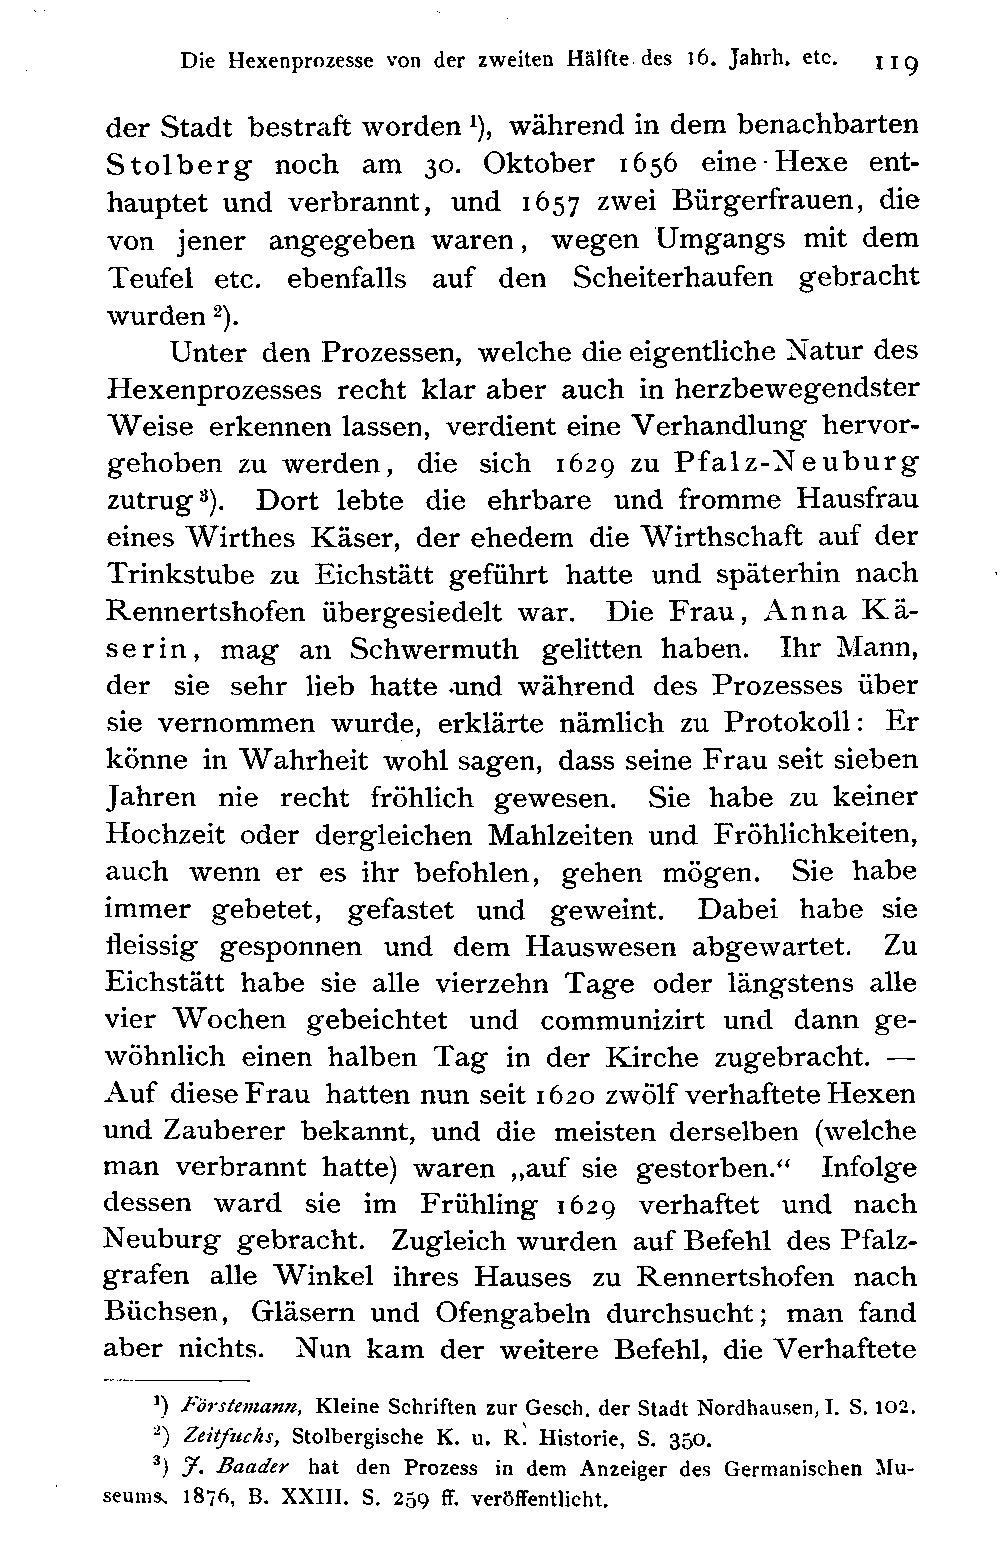 Die Hexenprozesse von der zweiten Hälfte des 16. Jahrh. etc. 119
der Stadt bestraft worden ¹), während in dem benachbarten
Stolberg noch am 30. Oktober 1656 eine Hexe ent-
hauptet und verbrannt, und 1657 zwei Bürgerfrauen, die
von jener angegeben waren, wegen Umgangs mit dem
Teufel etc. ebenfalls auf den Scheiterhaufen gebracht
wurden ²).
Unter den Prozessen, welche die eigentliche Natur des
Hexenprozesses recht klar aber auch in herzbewegendster
Weise erkennen lassen, verdient eine Verhandlung hervor-
gehoben zu werden, die sich 1629 zu Pfalz-Neuburg
zutrug ³). Dort lebte die ehrbare und fromme Hausfrau
eines Wirthes Käser, der ehedem die Wirthschaft auf der
Trinkstube zu Eichstätt geführt hatte und späterhin nach
Rennertshofen übergesiedelt war. Die Frau, Anna Kä-
serin, mag an Schwermuth gelitten haben. Ihr Mann,
der sie sehr lieb hatte und während des Prozesses über
sie vernommen wurde, erklärte nämlich zu Protokoll: Er
könne in Wahrheit wohl sagen, dass seine Frau seit sieben
Jahren nie recht fröhlich gewesen. Sie habe zu keiner
Hochzeit oder dergleichen Mahlzeiten und Fröhlichkeiten,
auch wenn er es ihr befohlen, gehen mögen. Sie habe
immer gebetet, gefastet und geweint. Dabei habe sie
fleissig gesponnen und dem Hauswesen abgewartet. Zu
Eichstätt habe sie alle vierzehn Tage oder längstens alle
vier Wochen gebeichtet und communizirt und dann ge-
wöhnlich einen halben Tag in der Kirche zugebracht. —
Auf diese Frau hatten nun seit 1620 zwölf verhaftete Hexen
und Zauberer bekannt, und die meisten derselben (welche
man verbrannt hatte) waren „auf sie gestorben.“ Infolge
dessen ward sie im Frühling 1629 verhaftet und nach
Neuburg gebracht. Zugleich wurden auf Befehl des Pfalz-
grafen alle Winkel ihres Hauses zu Rennertshofen nach
Büchsen, Gläsern und Ofengabeln durchsucht; man fand
aber nichts. Nun kam der weitere Befehl, die Verhaftete
¹) Förstemann, Kleine Schriften zur Gesch. der Stadt Nordhausen, I. S. 102.
²) Zeitfuchs, Stolbergische K. u. R. Historie, S. 350.
³) J. Baader hat den Prozess in dem Anzeiger des Germanischen Mu-
seums, 1876, B. XXIII. S. 259 ff. veröffentlicht.